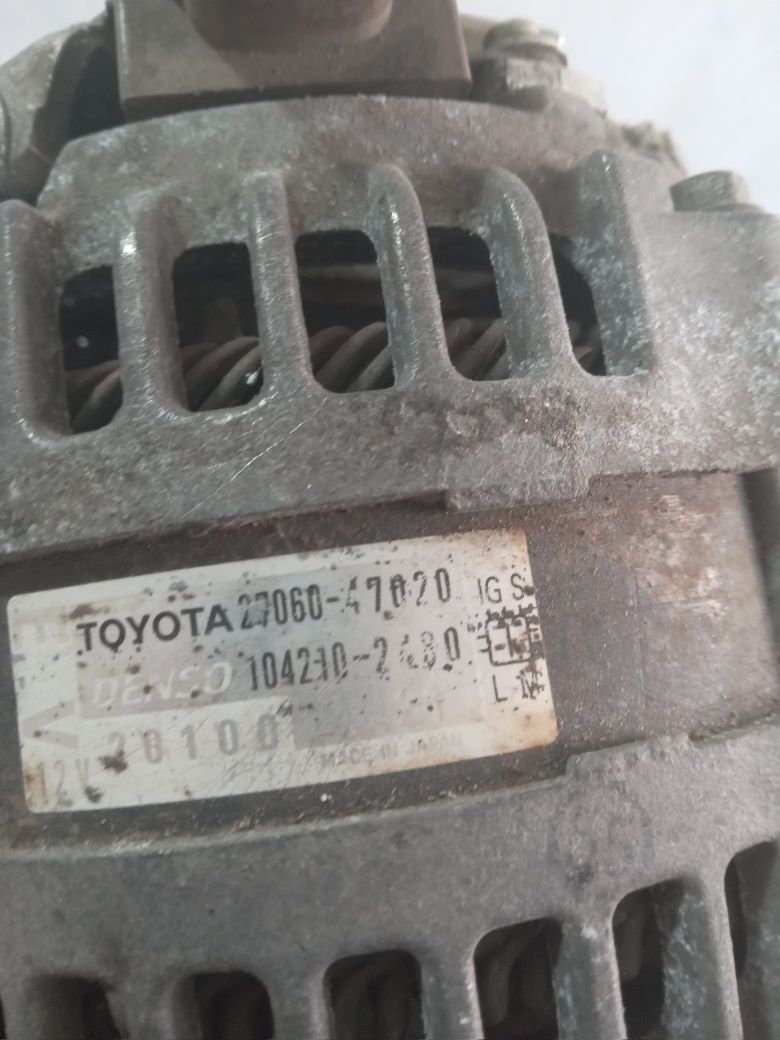 TOYOTA 27060-47020 IG S
DENSO 104210-2480
L M
12V 20100
MADE IN JAPAN